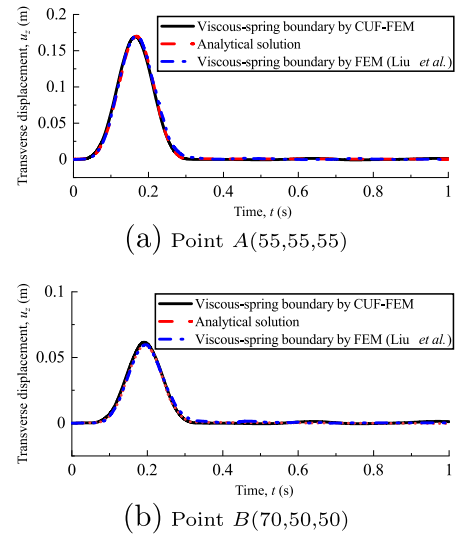 Transverse displacement, u_z (m)
0.2
0.15
0.1
0.05
0
Viscous-spring boundary by CUF-FEM
Analytical solution
Viscous-spring boundary by FEM (Liu et al.)
0 0.2 0.4 0.6 0.8 1
Time, t (s)
(a) Point A(55,55,55)
Transverse displacement, u_z (m)
0.1
0.05
0
Viscous-spring boundary by CUF-FEM
Analytical solution
Viscous-spring boundary by FEM (Liu et al.)
0 0.2 0.4 0.6 0.8 1
Time, t (s)
(b) Point B(70,50,50)